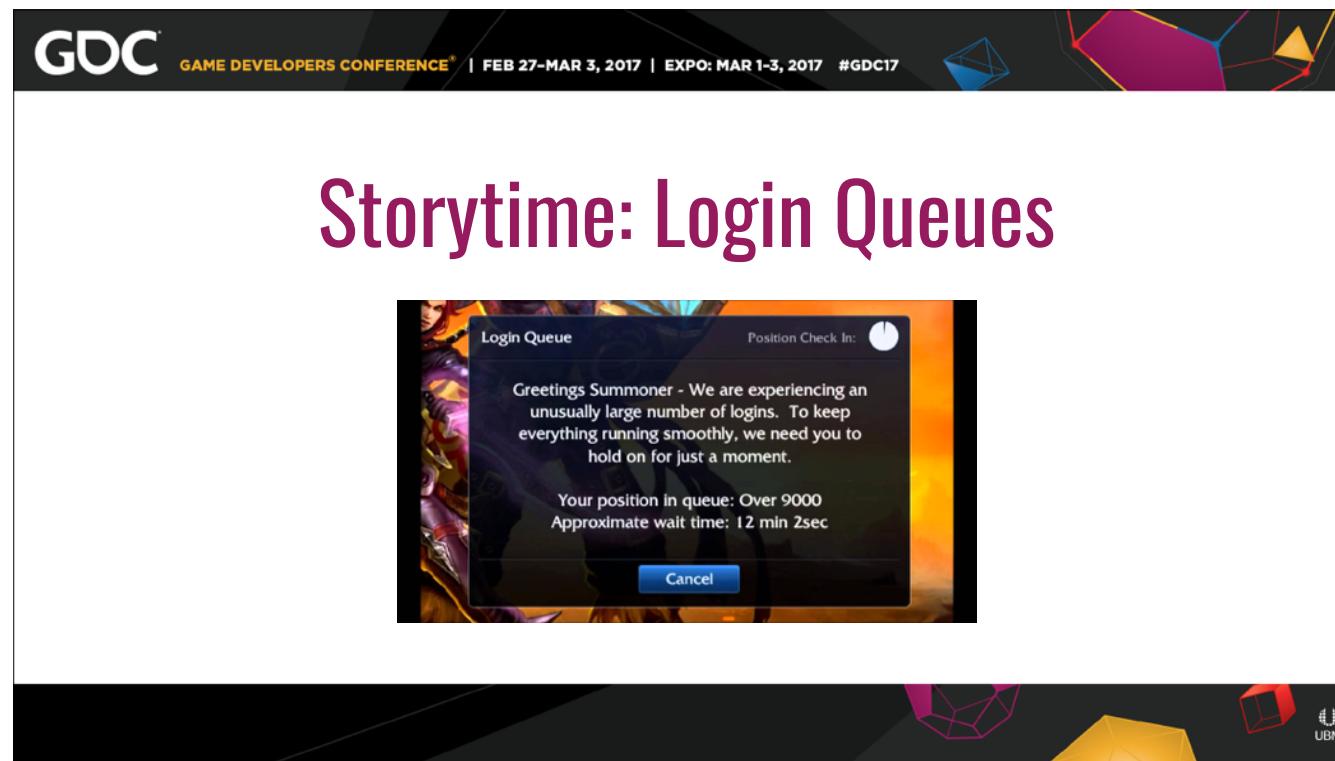 GDC GAME DEVELOPERS CONFERENCE® | FEB 27–MAR 3, 2017 | EXPO: MAR 1–3, 2017 #GDC17
Storytime: Login Queues
Login Queue Position Check In:
Greetings Summoner - We are experiencing an
unusually large number of logins. To keep
everything running smoothly, we need you to
hold on for just a moment.
Your position in queue: Over 9000
Approximate wait time: 12 min 2sec
Cancel